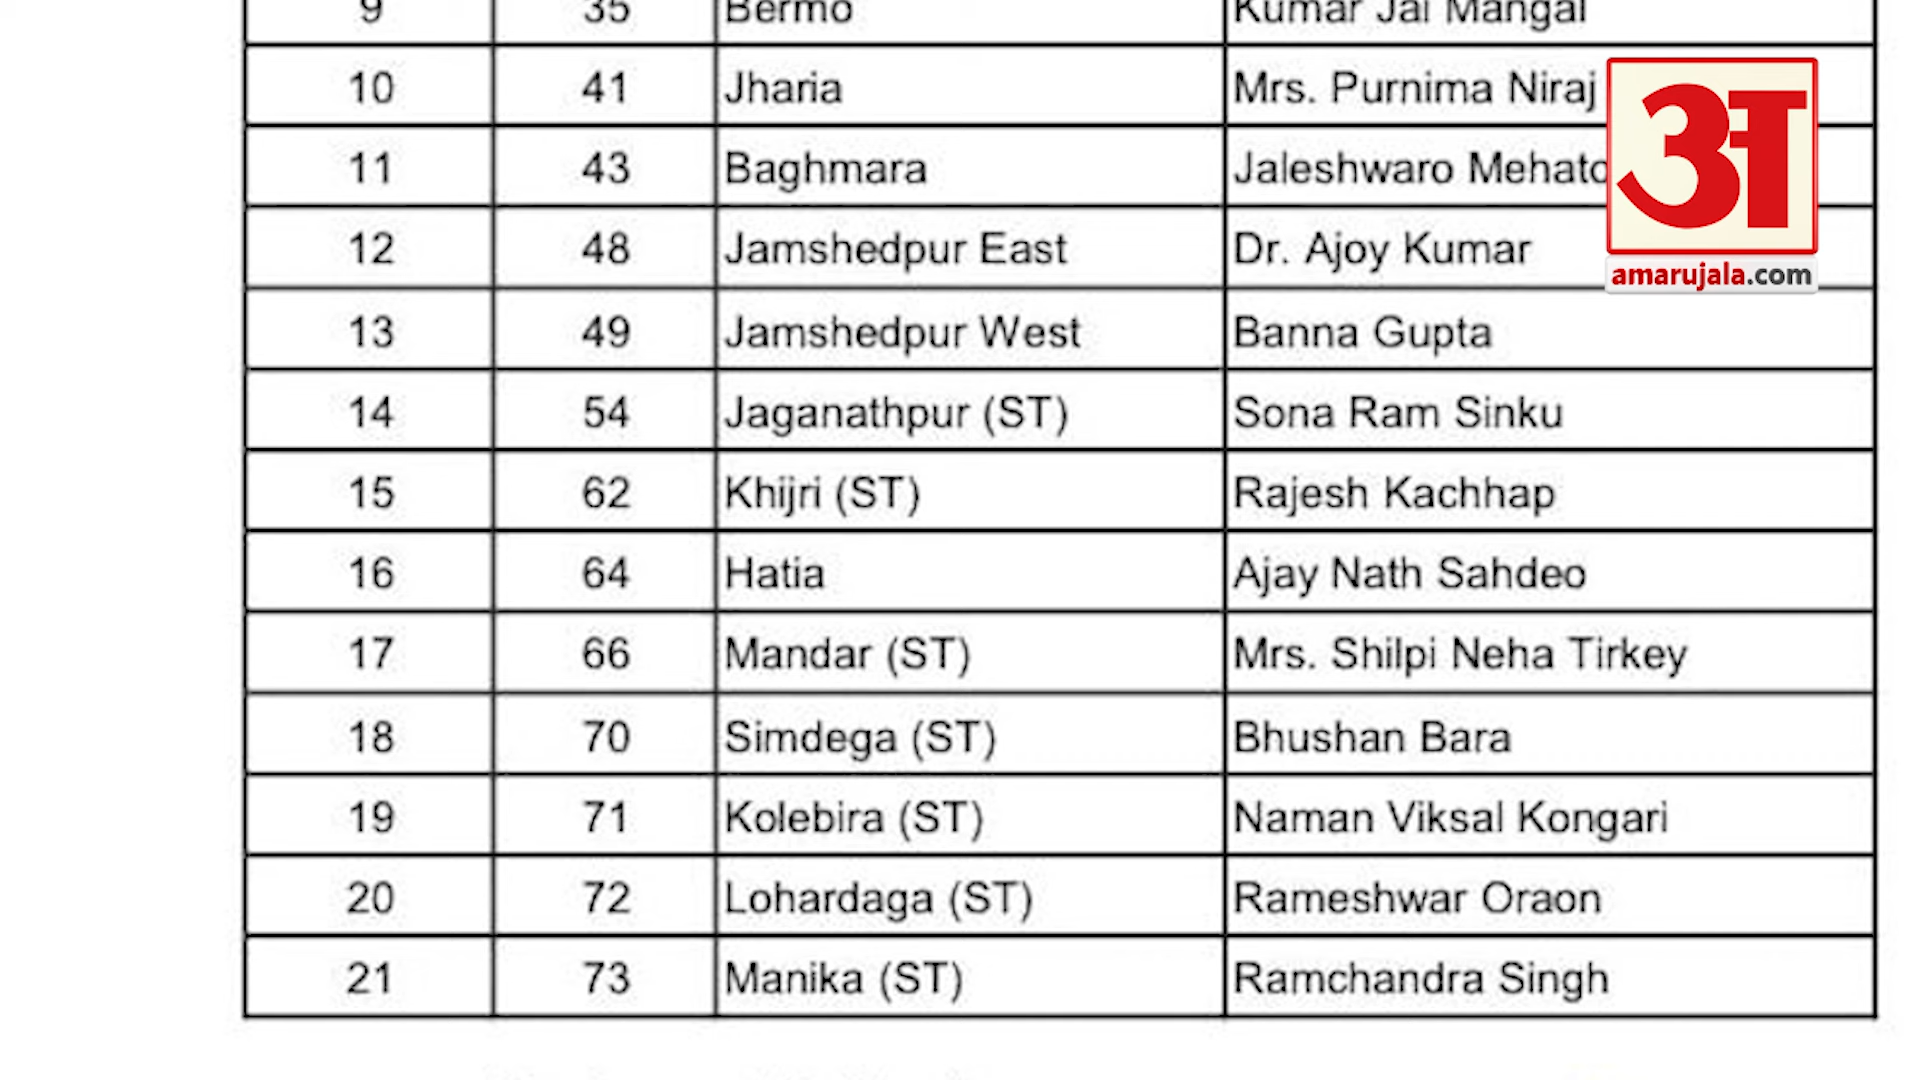 9 35 Bermo Kumar Jai Mangal
10 41 Jharia Mrs. Purnima Niraj
11 43 Baghmara Jaleshwaro Mehato
12 48 Jamshedpur East Dr. Ajoy Kumar
अ
amarujala.com
13 49 Jamshedpur West Banna Gupta
14 54 Jaganathpur (ST) Sona Ram Sinku
15 62 Khijri (ST) Rajesh Kachhap
16 64 Hatia Ajay Nath Sahdeo
17 66 Mandar (ST) Mrs. Shilpi Neha Tirkey
18 70 Simdega (ST) Bhushan Bara
19 71 Kolebira (ST) Naman Viksal Kongari
20 72 Lohardaga (ST) Rameshwar Oraon
21 73 Manika (ST) Ramchandra Singh